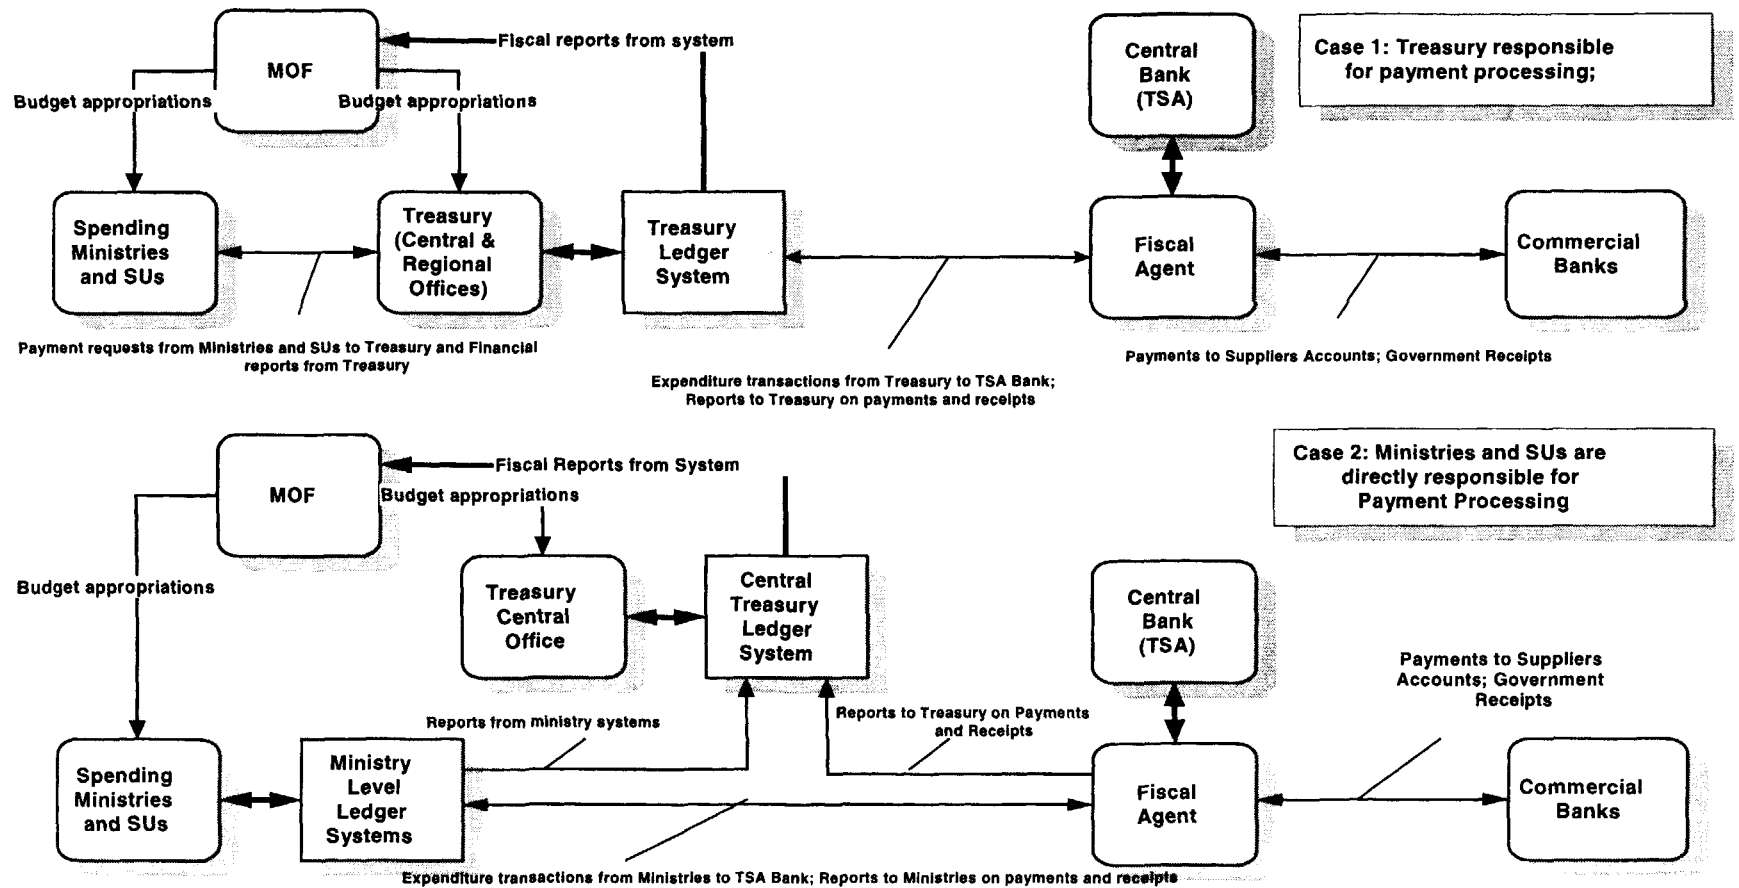 MOF
Fiscal reports from system
Budget appropriations
Budget appropriations
Central
Bank
(TSA)
Case 1: Treasury responsible
for payment processing;
Spending
Ministries
and SUs
Treasury
(Central &
Regional
Offices)
Treasury
Ledger
System
Fiscal
Agent
Commercial
Banks
Payment requests from Ministries and SUs to Treasury and Financial
reports from Treasury
Expenditure transactions from Treasury to TSA Bank;
Reports to Treasury on payments and receipts
Payments to Suppliers Accounts; Government Receipts
MOF
Fiscal Reports from System
Budget appropriations
Case 2: Ministries and SUs are
directly responsible for
Payment Processing
Budget appropriations
Treasury
Central
Office
Central
Treasury
Ledger
System
Central
Bank
(TSA)
Payments to Suppliers
Accounts; Government
Receipts
Reports from ministry systems
Reports to Treasury on Payments
and Receipts
Spending
Ministries
and SUs
Ministry
Level
Ledger
Systems
Fiscal
Agent
Commercial
Banks
Expenditure transactions from Ministries to TSA Bank; Reports to Ministries on payments and receipts